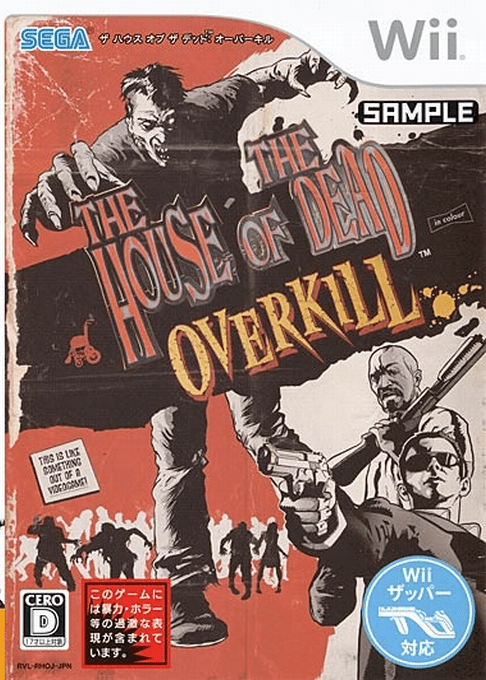 SEGA
ザ ハウス オブ ザ デッド:オーバーキル
Wii
SAMPLE
THE
HOUSE OF
THE
DEAD
in colour
OVERKILL™
THIS IS LIKE
SOMETHING
OUT OF A
VIDEOGAME!
CERO
D
17才以上対象
このゲームに
は暴力・ホラー
等の過激な表
現が含まれて
います。
Wii
ザッパー
対応
RVL-RHOJ-JPN